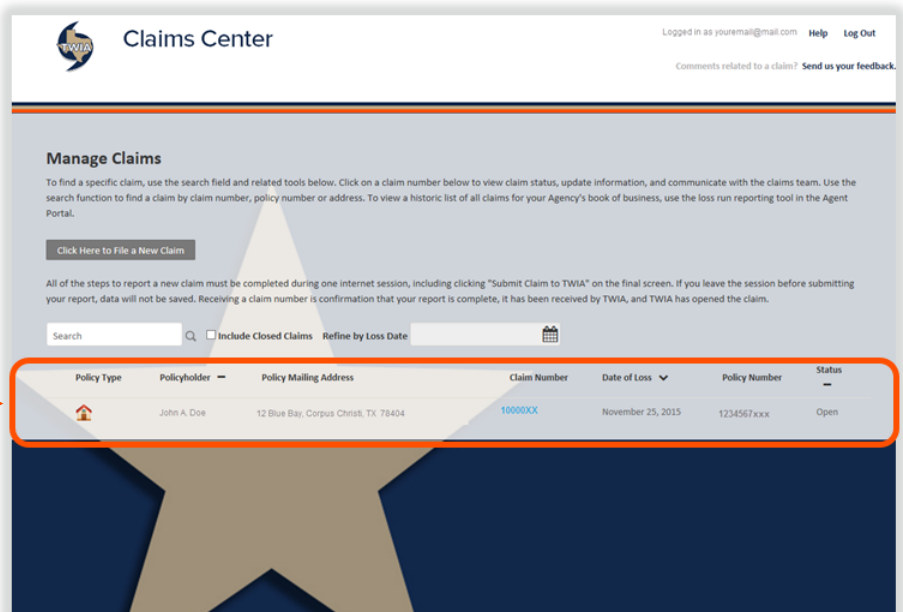 TWIA
Claims Center
Logged in as youremail@mail.com Help Log Out
Comments related to a claim? Send us your feedback.
Manage Claims
To find a specific claim, use the search field and related tools below. Click on a claim number below to view claim status, update information, and communicate with the claims team. Use the
search function to find a claim by claim number, policy number or address. To view a historic list of all claims for your Agency's book of business, use the loss run reporting tool in the Agent
Portal.
Click Here to File a New Claim
All of the steps to report a new claim must be completed during one internet session, including clicking "Submit Claim to TWIA" on the final screen. If you leave the session before submitting
your report, data will not be saved. Receiving a claim number is confirmation that your report is complete, it has been received by TWIA, and TWIA has opened the claim.
Search Include Closed Claims Refine by Loss Date
Policy Type Policyholder Policy Mailing Address Claim Number Date of Loss Policy Number Status
John A. Doe 12 Blue Bay, Corpus Christi, TX 78404 10000XX November 25, 2015 1234567xxx Open